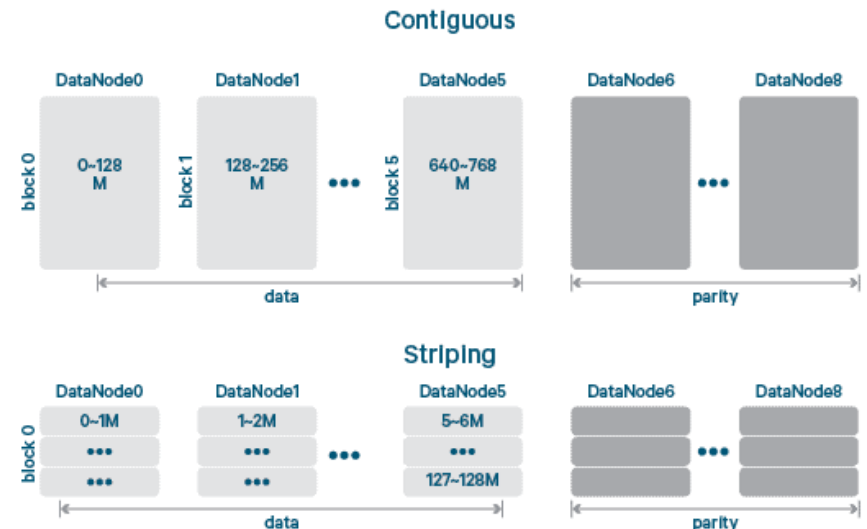 Contiguous
DataNode0 DataNode1 DataNode5 DataNode6 DataNode8
block 0
0~128
M
block 1
128~256
M
•••
block 5
640~768
M
•••
data
parity
Striping
DataNode0 DataNode1 DataNode5 DataNode6 DataNode8
block 0
0~1M 1~2M 5~6M
••• ••• ••• ••• •••
••• ••• 127~128M
data
parity